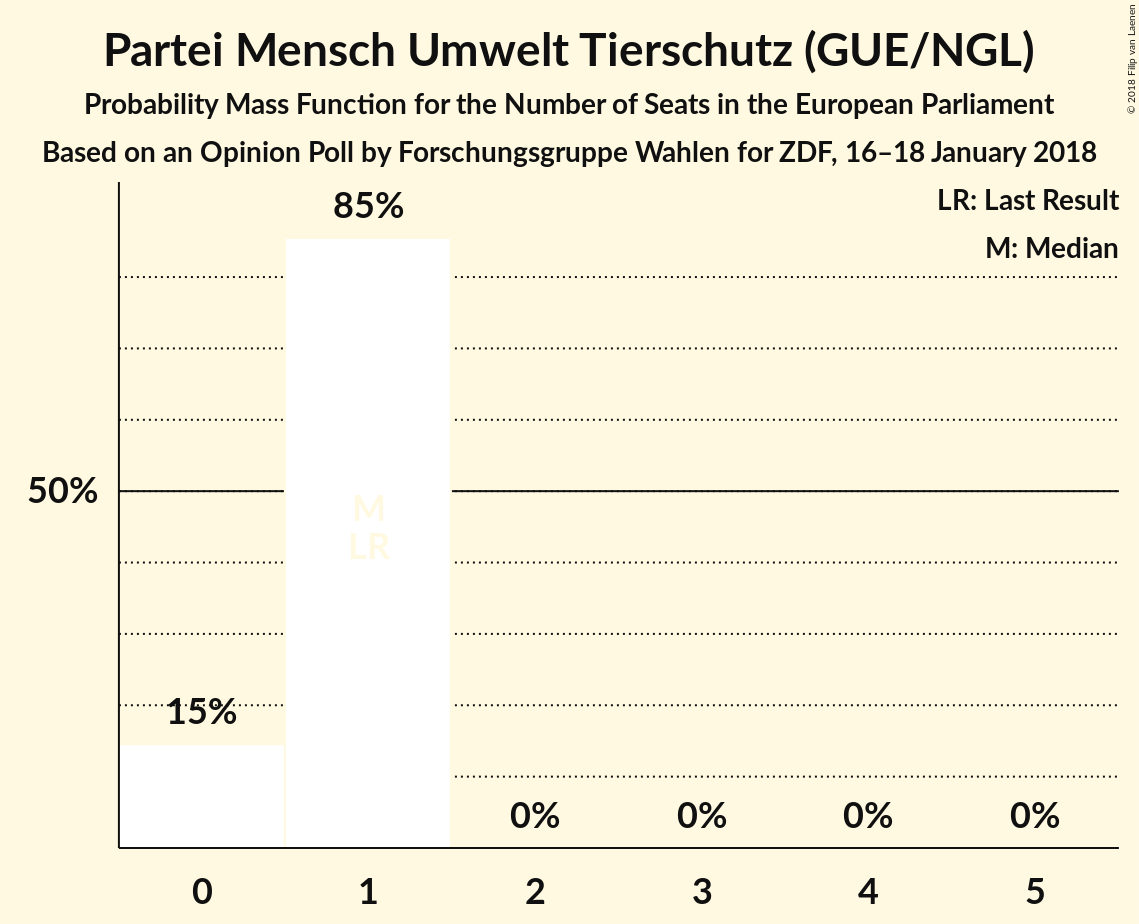 Partei Mensch Umwelt Tierschutz (GUE/NGL)
Probability Mass Function for the Number of Seats in the European Parliament
Based on an Opinion Poll by Forschungsgruppe Wahlen for ZDF, 16–18 January 2018
© 2018 Filip van Laenen
LR: Last Result
M: Median
85%
50%
M
LR
15%
0% 0% 0% 0%
0 1 2 3 4 5